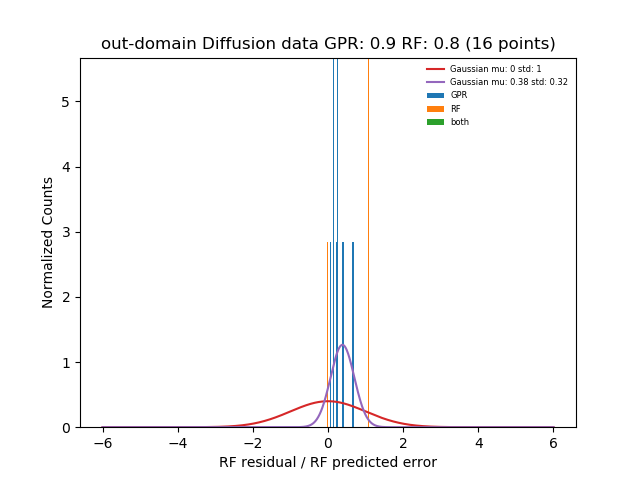 out-domain Diffusion data GPR: 0.9 RF: 0.8 (16 points)
Gaussian mu: 0 std: 1
Gaussian mu: 0.38 std: 0.32
GPR
RF
both
Normalized Counts
5
4
3
2
1
0
−6 −4 −2 0 2 4 6
RF residual / RF predicted error